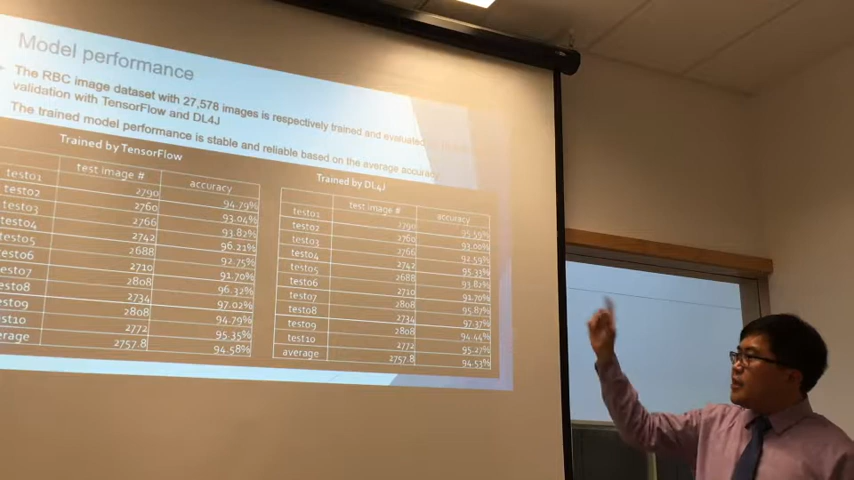 Model performance
The RBC image dataset with 27,578 images is respectively trained and evaluated
validation with TensorFlow and DL4J
The trained model performance is stable and reliable based on the average accuracy
Trained by TensorFlow
test image # accuracy
test01 2790 94.79%
test02 2760 93.04%
test03 2766 93.82%
test04 2742 96.21%
test05 2688 92.75%
test06 2710 91.70%
test07 2808 96.32%
test08 2734 97.02%
test09 2808 94.79%
test10 2772 95.35%
2757.8 94.58%
Trained by DL4J
test image # accuracy
test01 2790 95.59%
test02 2760 93.60%
test03 2766 92.59%
test04 2742 95.33%
test05 2688 93.82%
test06 2710 91.70%
test07 2808 95.87%
test08 2734 97.37%
test09 2808 94.44%
test10 2772 95.27%
average 2757.8 94.53%